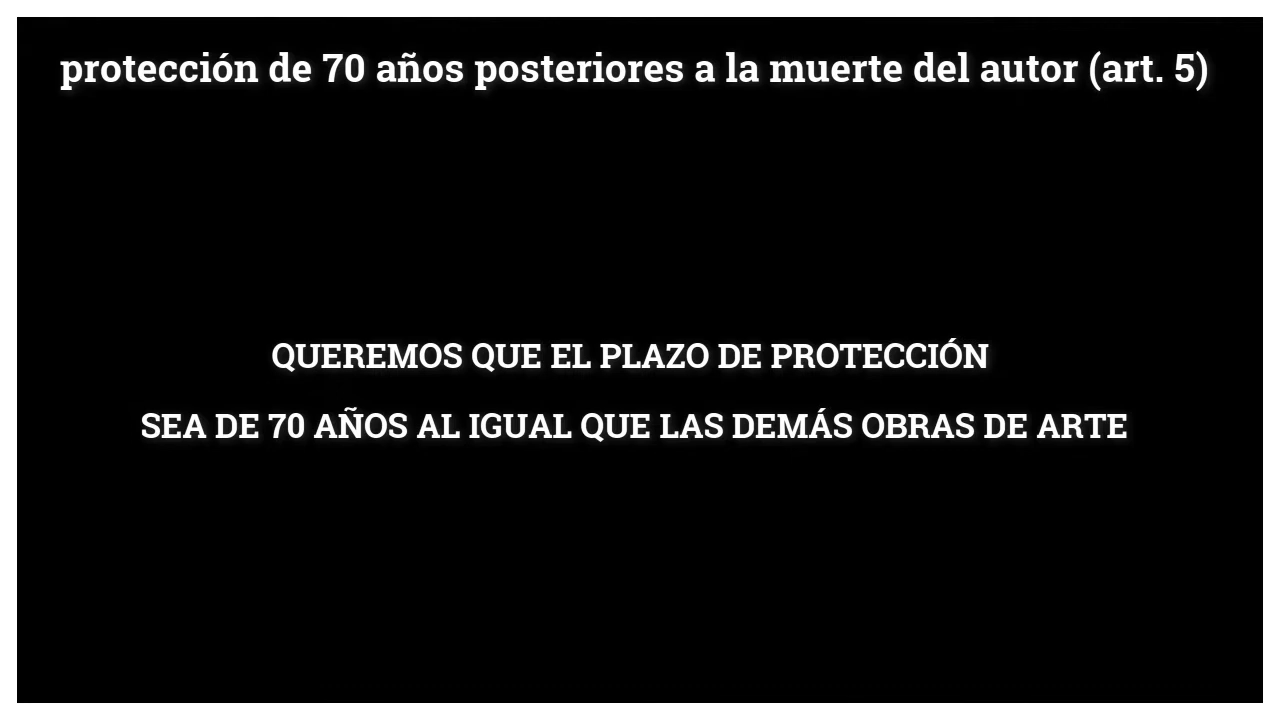 protección de 70 años posteriores a la muerte del autor (art. 5)
QUEREMOS QUE EL PLAZO DE PROTECCIÓN
SEA DE 70 AÑOS AL IGUAL QUE LAS DEMÁS OBRAS DE ARTE